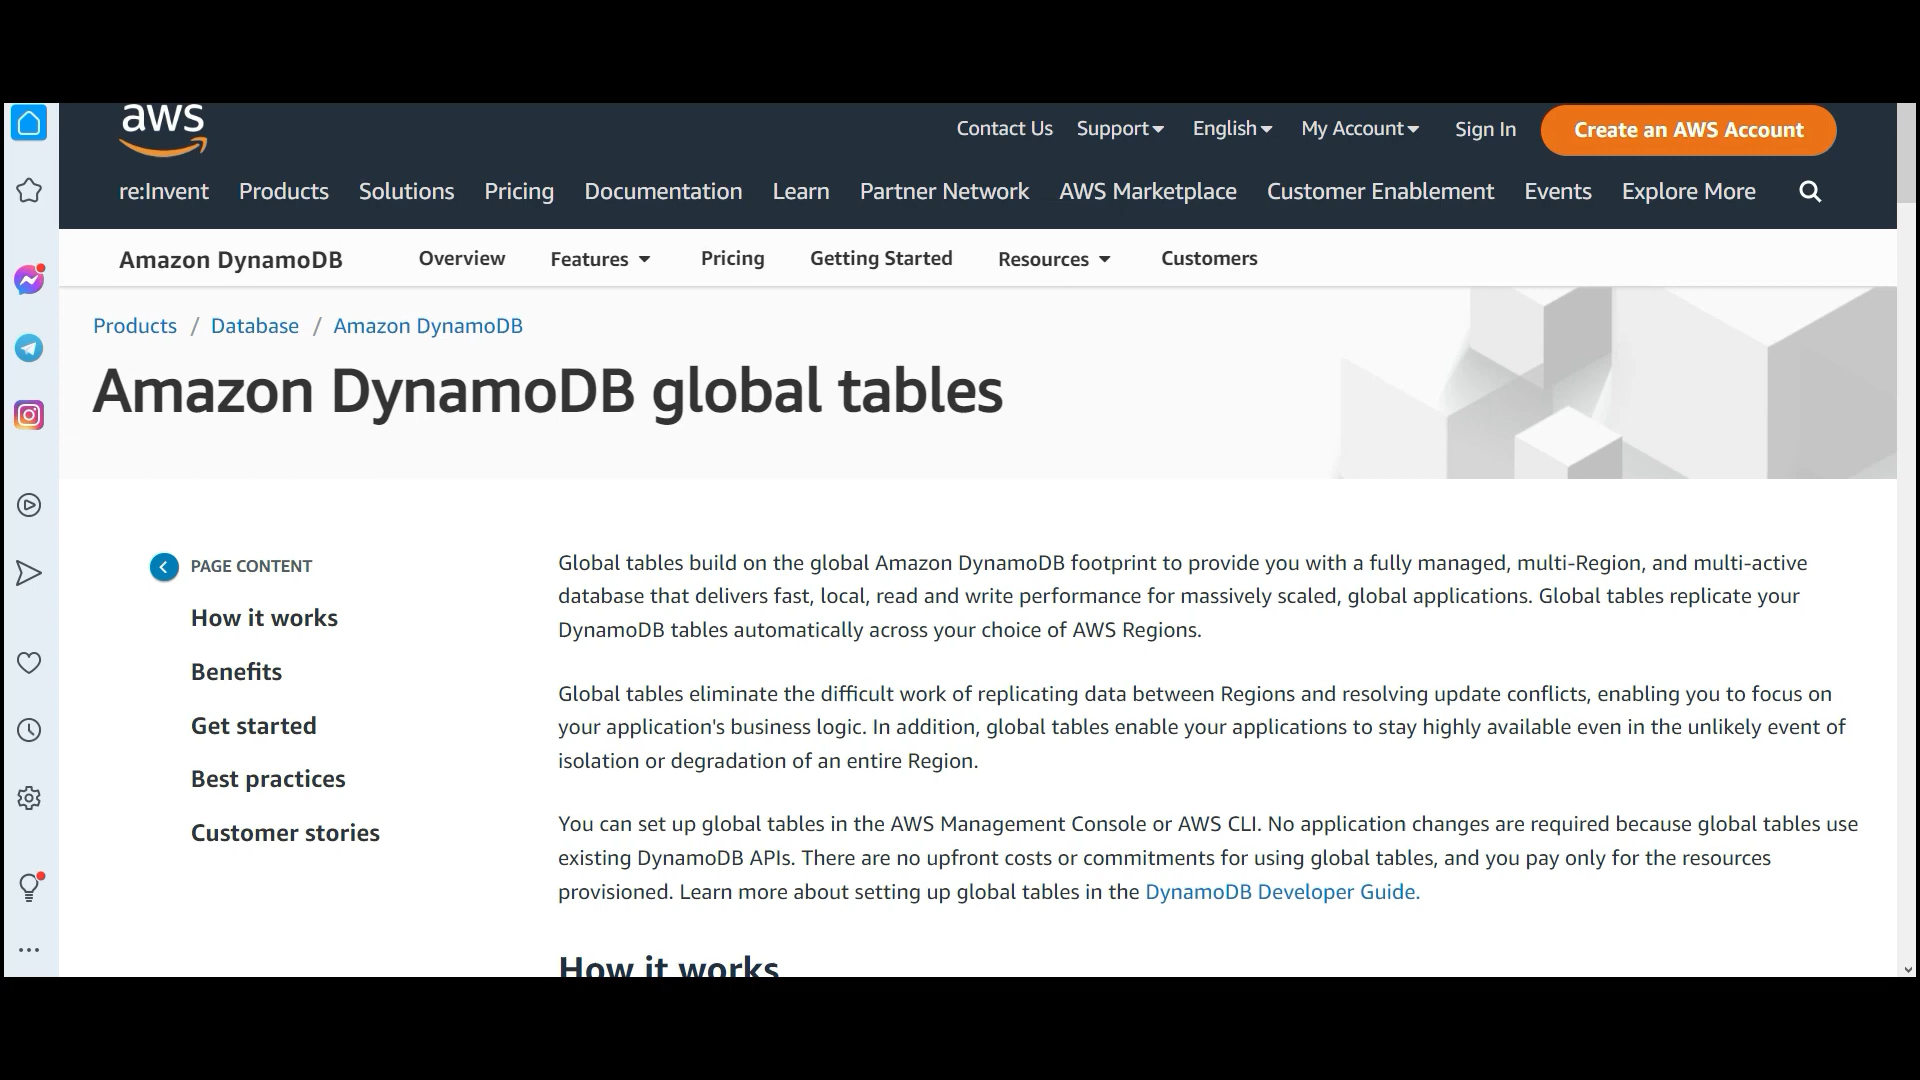 aws
Contact Us Support English My Account Sign In Create an AWS Account
re:Invent Products Solutions Pricing Documentation Learn Partner Network AWS Marketplace Customer Enablement Events Explore More
Amazon DynamoDB Overview Features Pricing Getting Started Resources Customers
Products / Database / Amazon DynamoDB
Amazon DynamoDB global tables
PAGE CONTENT
How it works
Benefits
Get started
Best practices
Customer stories
Global tables build on the global Amazon DynamoDB footprint to provide you with a fully managed, multi-Region, and multi-active
database that delivers fast, local, read and write performance for massively scaled, global applications. Global tables replicate your
DynamoDB tables automatically across your choice of AWS Regions.
Global tables eliminate the difficult work of replicating data between Regions and resolving update conflicts, enabling you to focus on
your application's business logic. In addition, global tables enable your applications to stay highly available even in the unlikely event of
isolation or degradation of an entire Region.
You can set up global tables in the AWS Management Console or AWS CLI. No application changes are required because global tables use
existing DynamoDB APIs. There are no upfront costs or commitments for using global tables, and you pay only for the resources
provisioned. Learn more about setting up global tables in the DynamoDB Developer Guide.
How it works